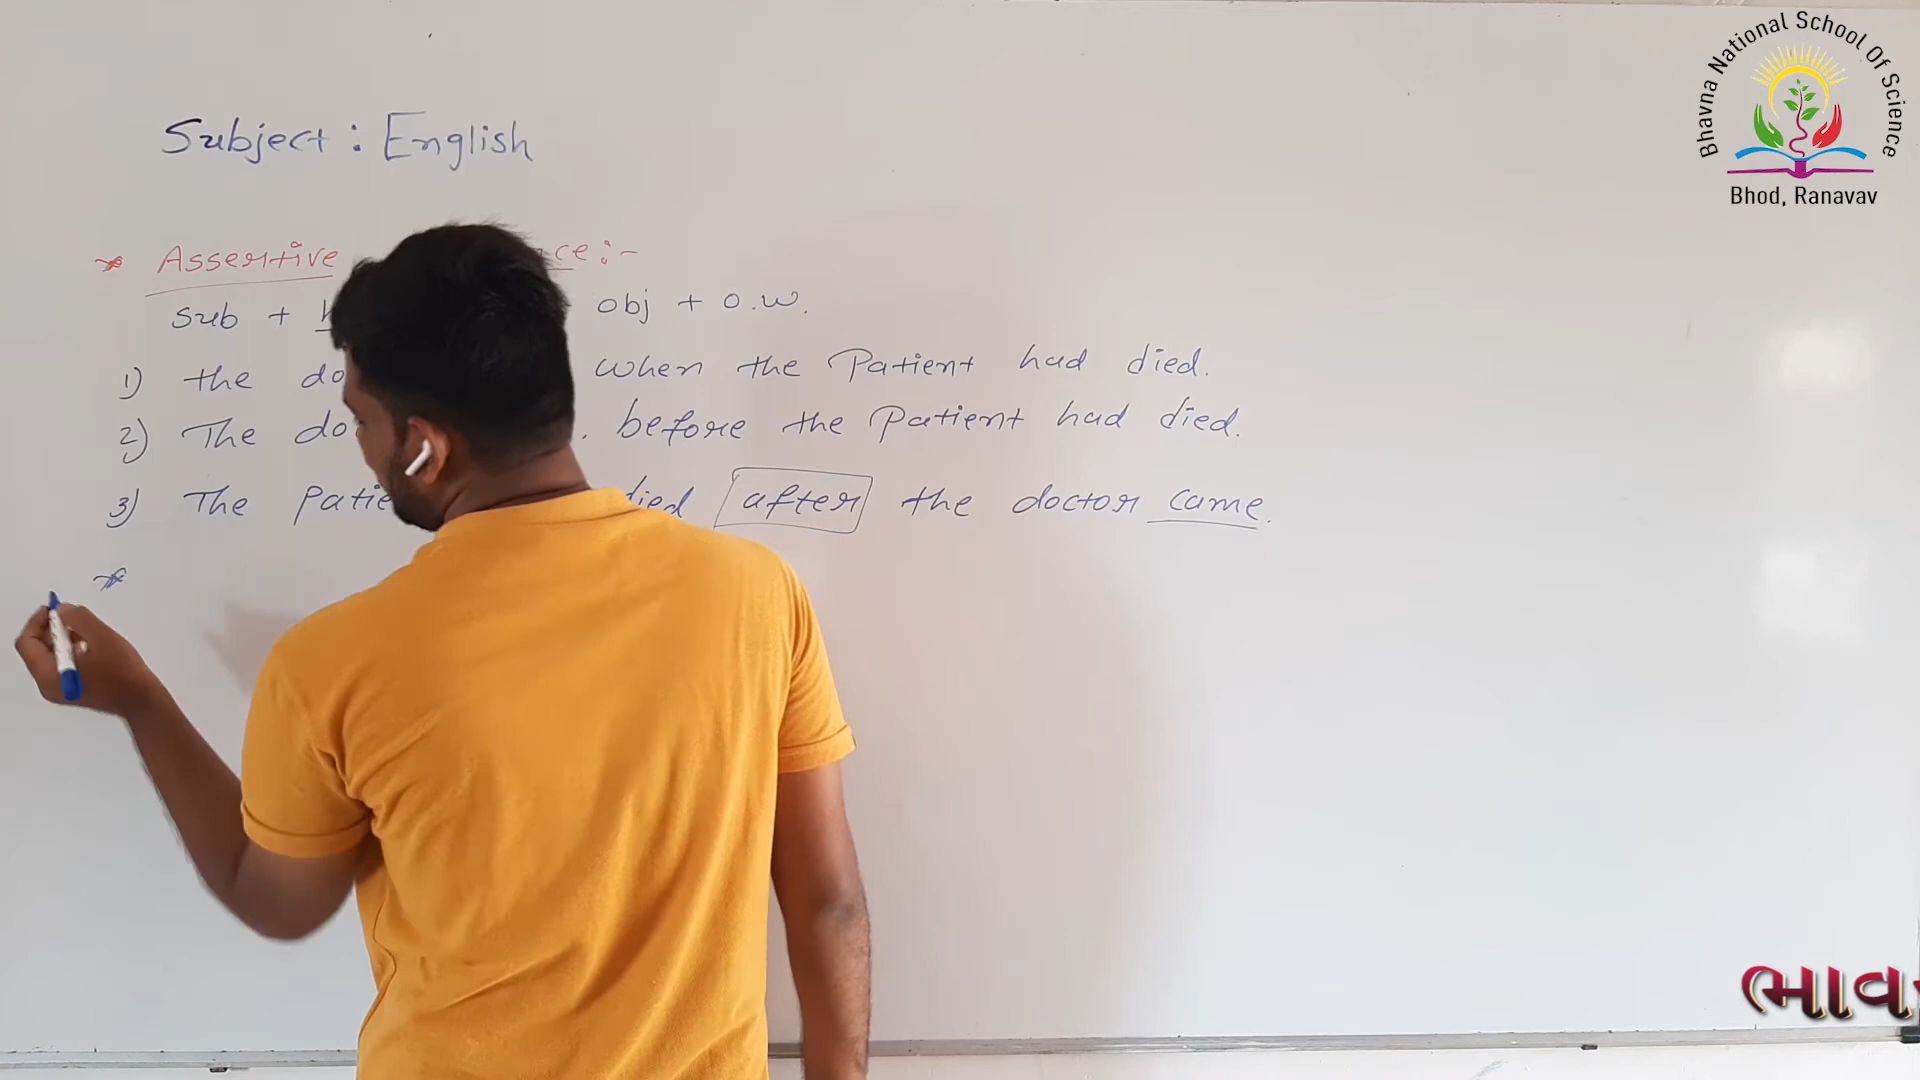 Bhavna National School Of Science
Bhod, Ranavav
Subject : English
* Assertive ce :-
Sub + obj + o.w.
1) the do when the Patient had died.
2) The do . before the Patient had died.
3) The Patie died after the doctor came.
*
ભાવ